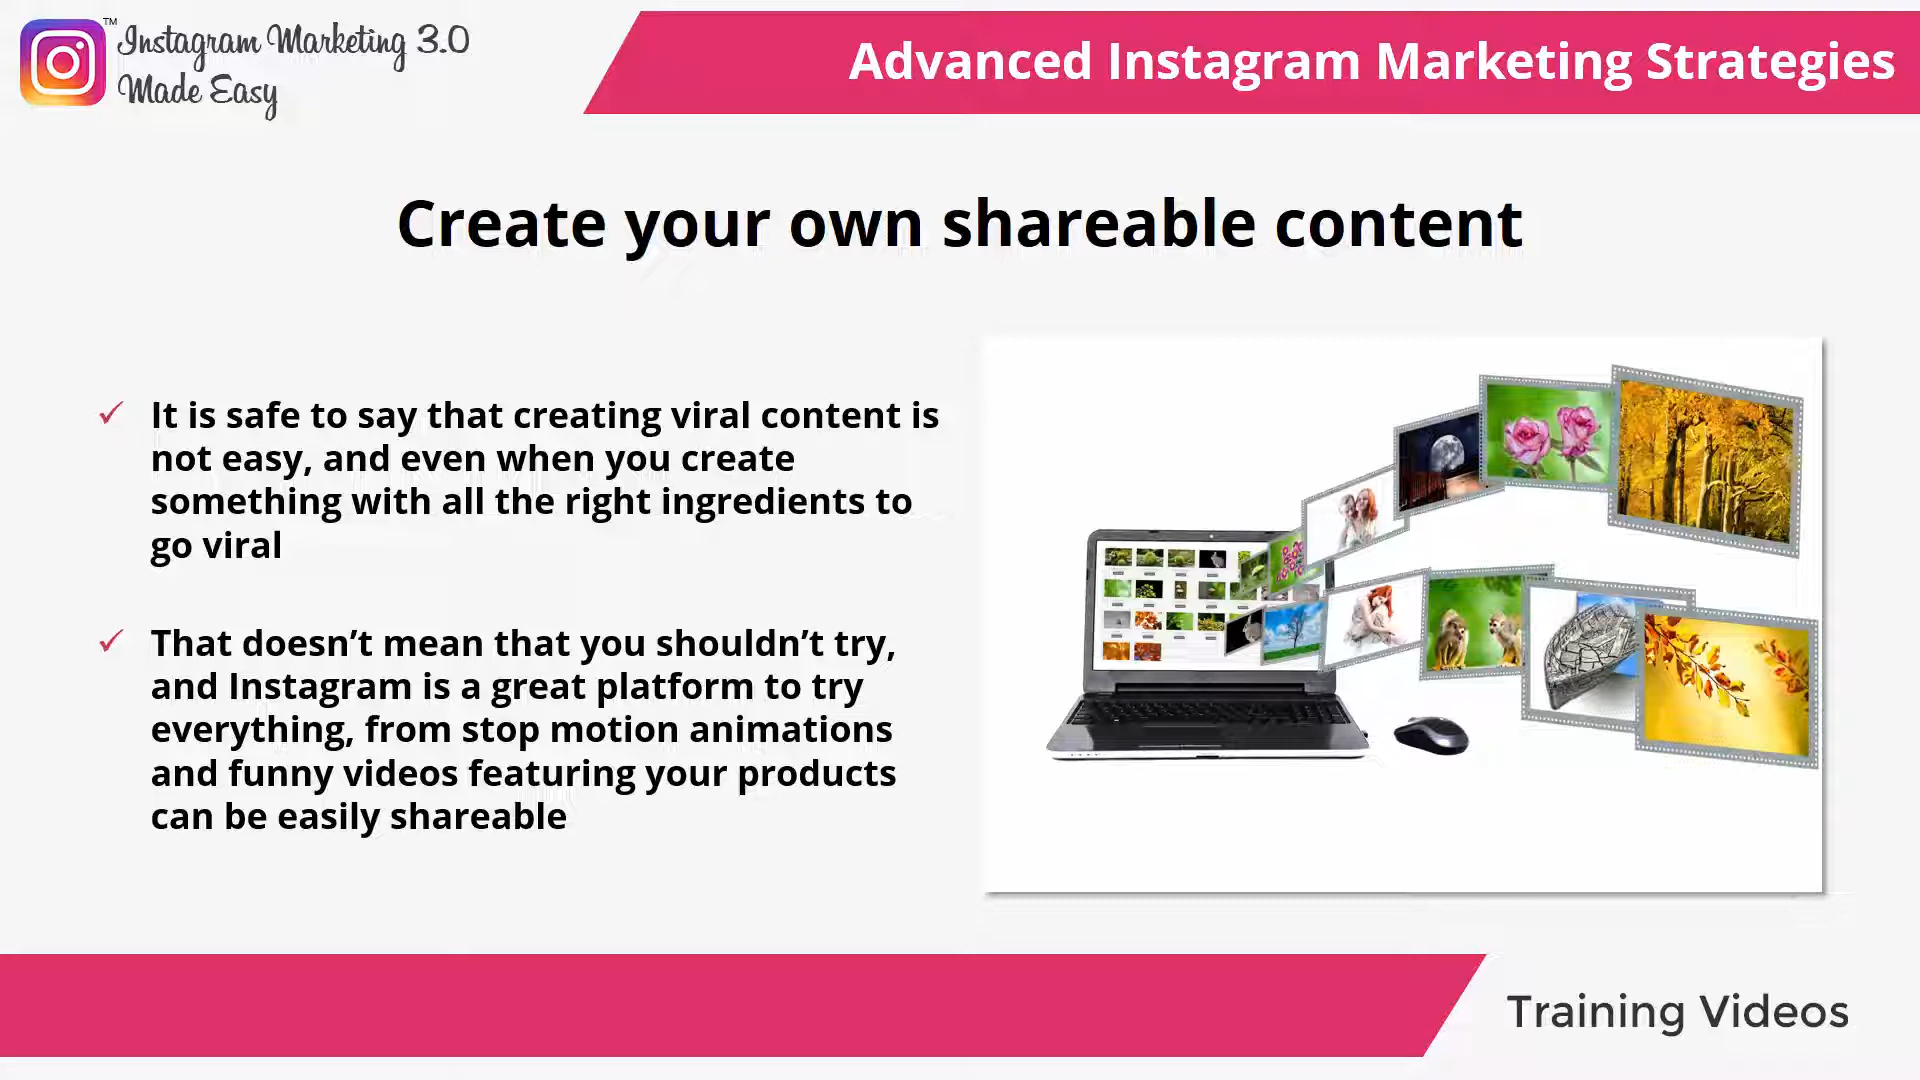 Instagram Marketing 3.0
TM
Made Easy
Advanced Instagram Marketing Strategies
Create your own shareable content
It is safe to say that creating viral content is
not easy, and even when you create
something with all the right ingredients to
go viral
That doesn’t mean that you shouldn’t try,
and Instagram is a great platform to try
everything, from stop motion animations
and funny videos featuring your products
can be easily shareable
Training Videos